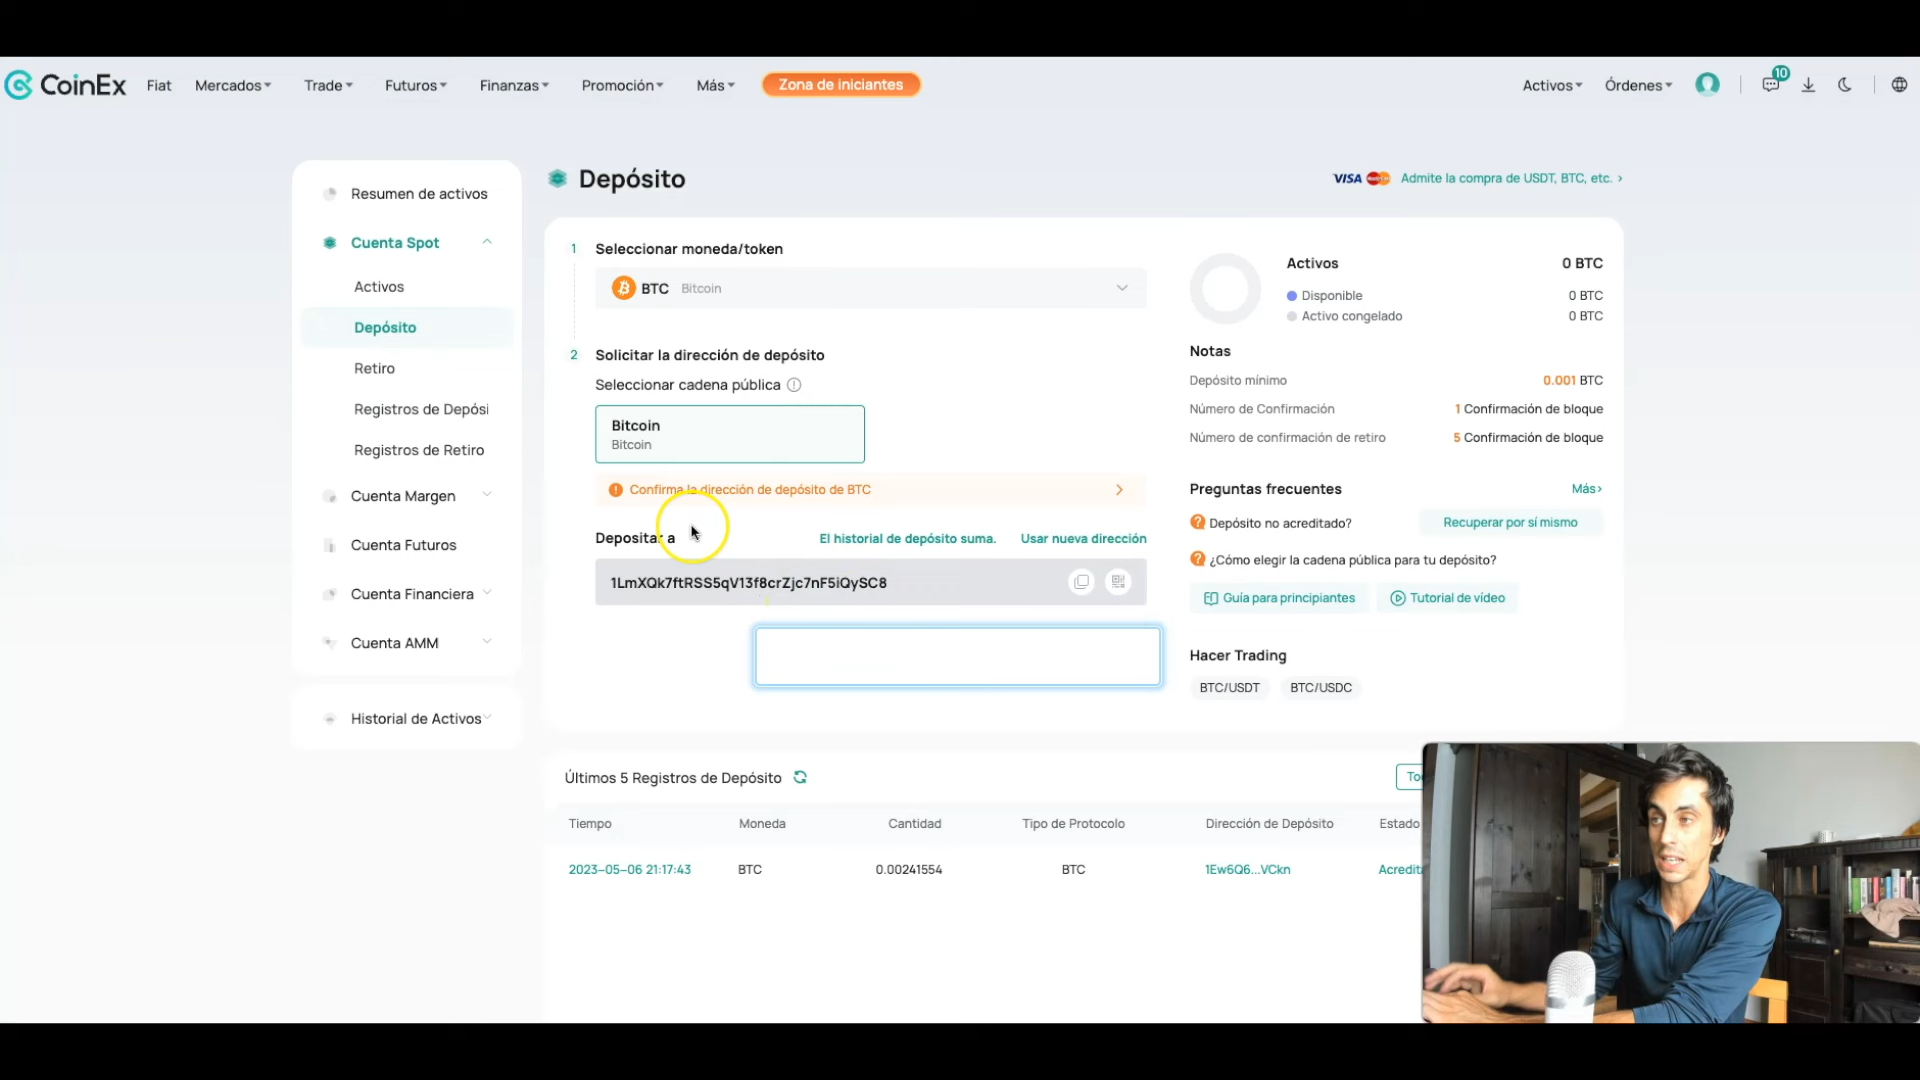 CoinEx Fiat Mercados Trade Futuros Finanzas Promoción Más Zona de iniciantes Activos Órdenes 10
Resumen de activos
Cuenta Spot
Activos
Depósito
Retiro
Registros de Depósi
Registros de Retiro
Cuenta Margen
Cuenta Futuros
Cuenta Financiera
Cuenta AMM
Historial de Activos
Depósito
VISA Admite la compra de USDT, BTC, etc. >
1 Seleccionar moneda/token
BTC Bitcoin
2 Solicitar la dirección de depósito
Seleccionar cadena pública
Bitcoin
Bitcoin
Confirma la dirección de depósito de BTC
Depositar a El historial de depósito suma. Usar nueva dirección
1LmXQk7ftRSS5qV13f8crZjc7nF5iQySC8
Activos 0 BTC
Disponible 0 BTC
Activo congelado 0 BTC
Notas
Depósito mínimo 0.001 BTC
Número de Confirmación 1 Confirmación de bloque
Número de confirmación de retiro 5 Confirmación de bloque
Preguntas frecuentes Más>
Depósito no acreditado? Recuperar por sí mismo
¿Cómo elegir la cadena pública para tu depósito?
Guía para principiantes Tutorial de vídeo
Hacer Trading
BTC/USDT BTC/USDC
Últimos 5 Registros de Depósito
Tiempo Moneda Cantidad Tipo de Protocolo Dirección de Depósito Estado
2023-05-06 21:17:43 BTC 0.00241554 BTC 1Ew6Q6...VCkn Acredita